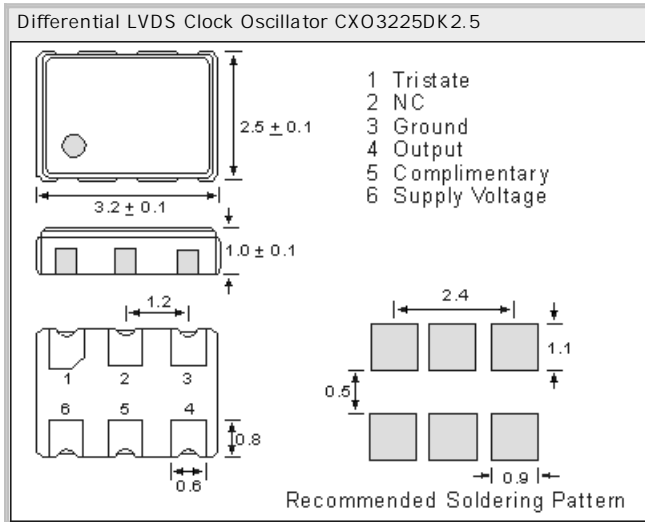 Differential LVDS Clock Oscillator CXO3225DK2.5
1 Tristate
2 NC
3 Ground
4 Output
5 Complimentary
6 Supply Voltage
2.5 ± 0.1
3.2 ± 0.1
1.0 ± 0.1
1.2
1 2 3
6 5 4
0.8
0.6
2.4
1.1
0.5
0.9
Recommended Soldering Pattern